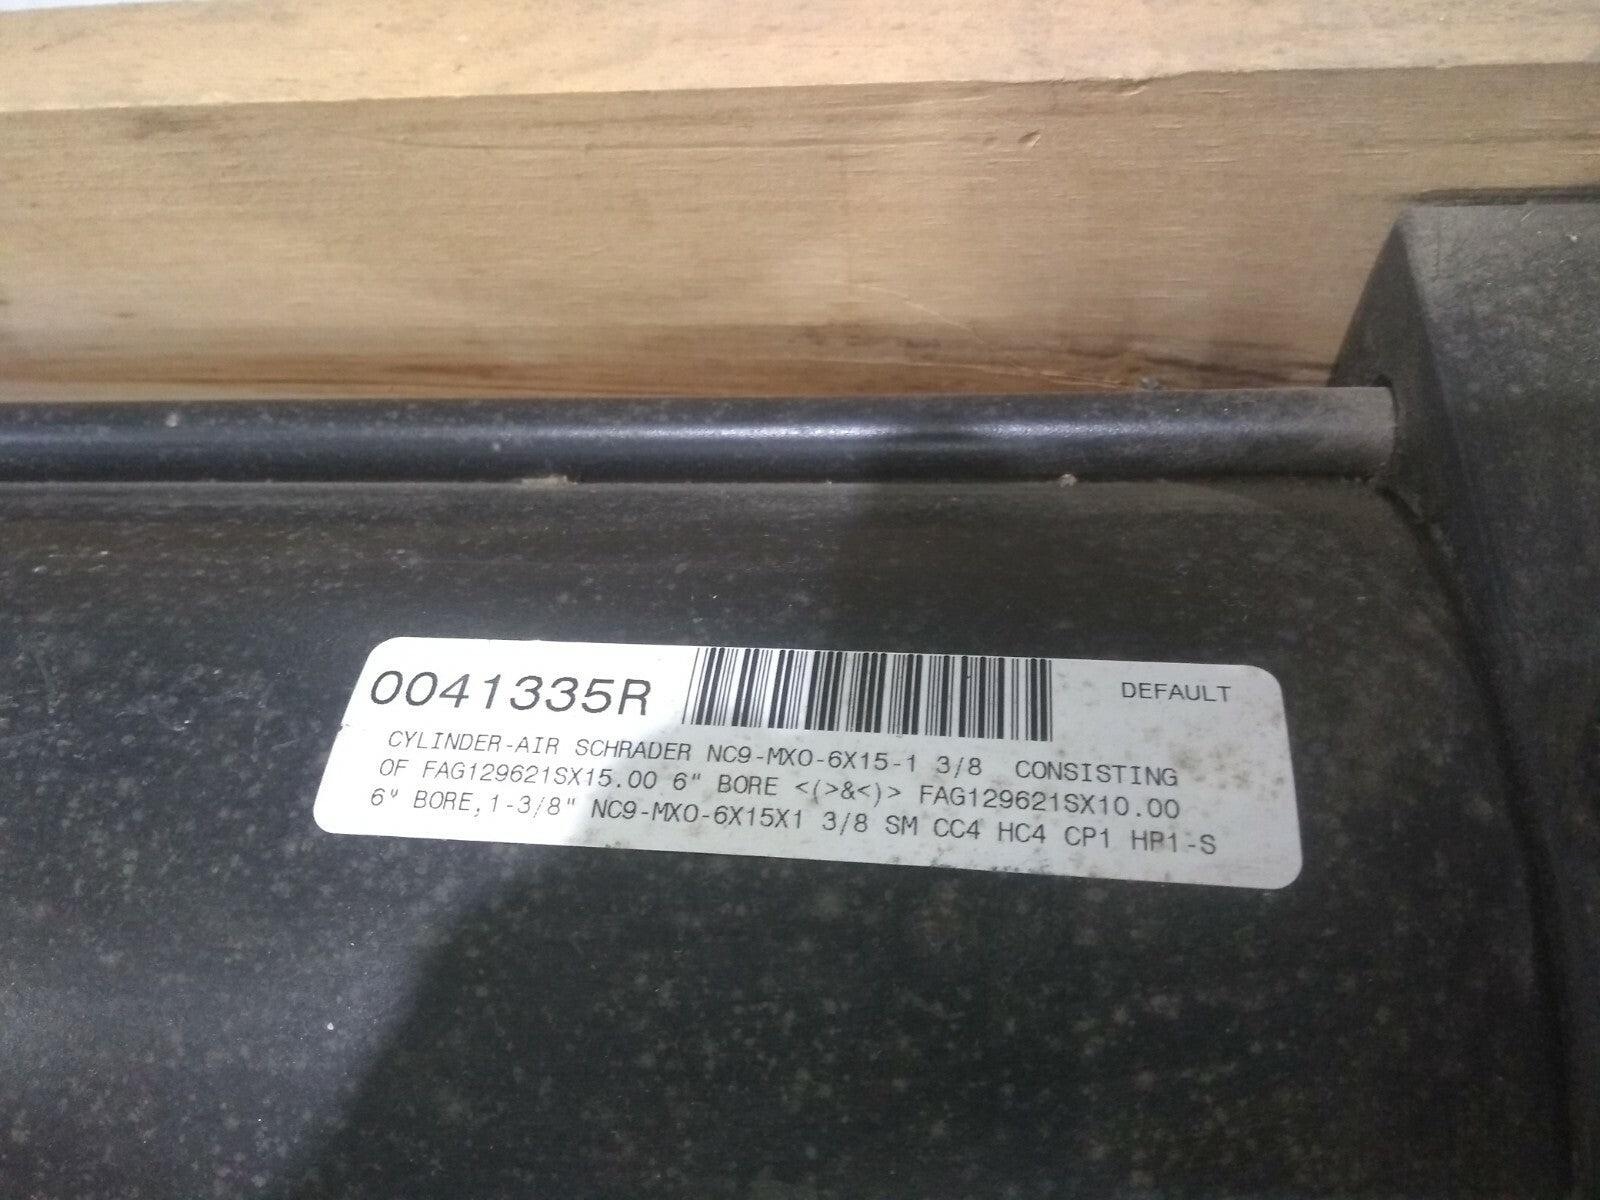 0041335R
DEFAULT
CYLINDER-AIR SCHRADER NC9-MXO-6X15-1 3/8 CONSISTING
OF FAG129621SX15.00 6" BORE <(>&<)> FAG129621SX10.00
6" BORE,1-3/8" NC9-MXO-6X15X1 3/8 SM CC4 HC4 CP1 HP1-S